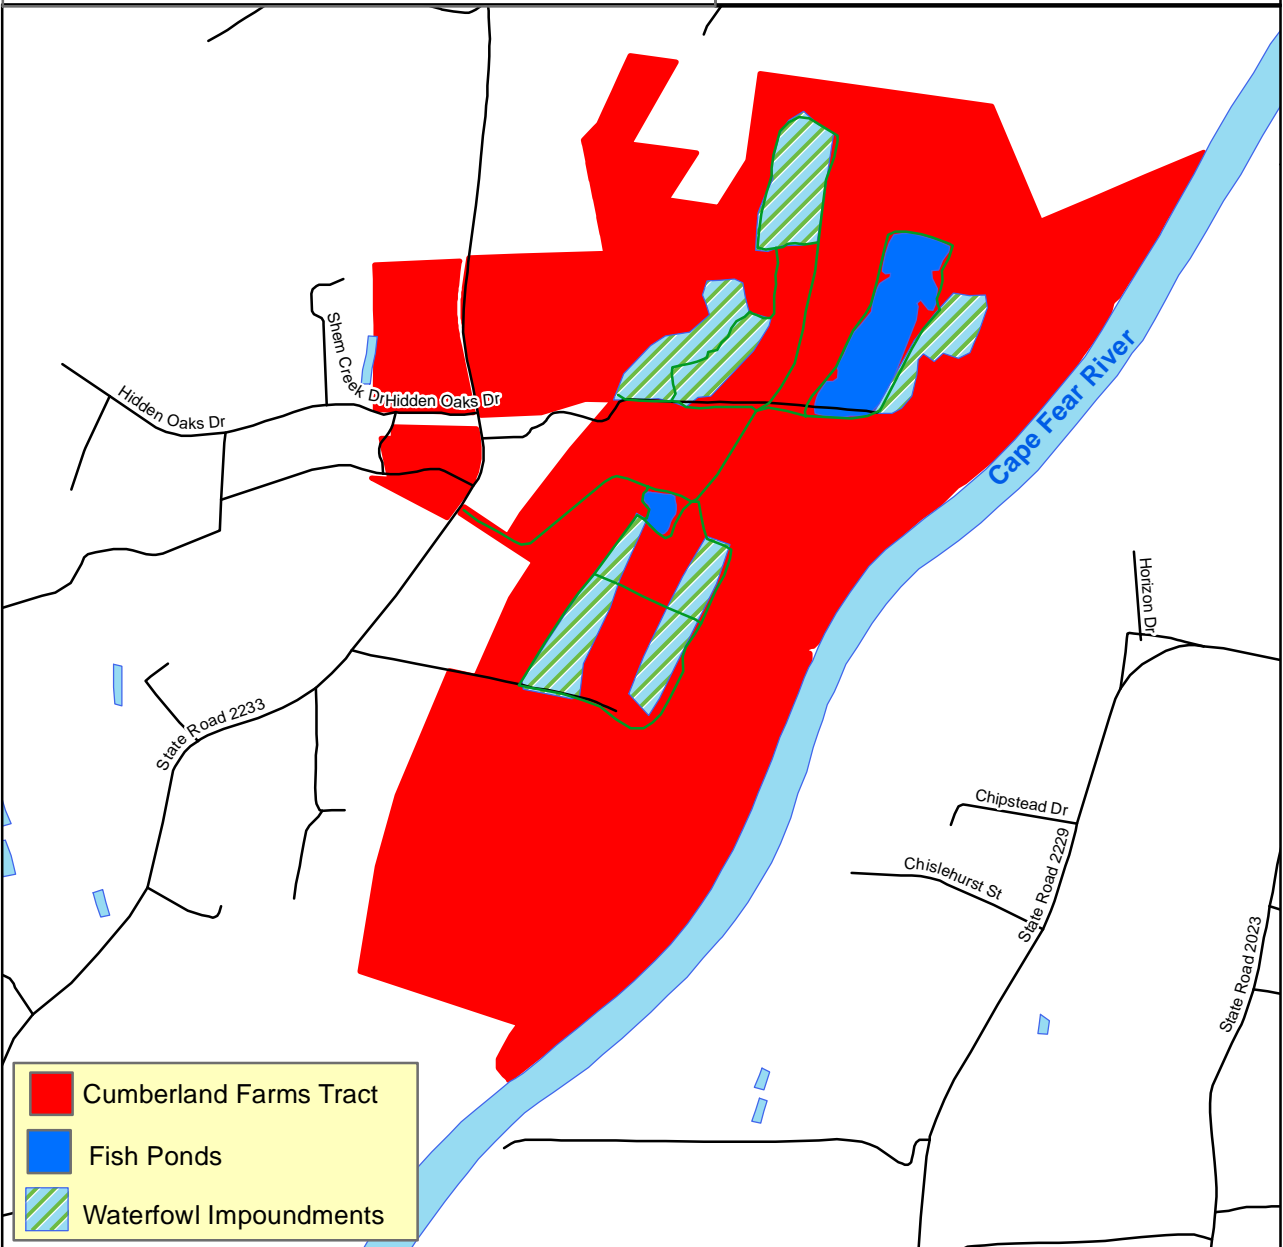 Shem Creek Dr
Hidden Oaks Dr
Hidden Oaks Dr
Cape Fear River
Horizon Dr
State Road 2233
Chipstead Dr
Chislehurst St
State Road 2229
State Road 2023
Cumberland Farms Tract
Fish Ponds
Waterfowl Impoundments